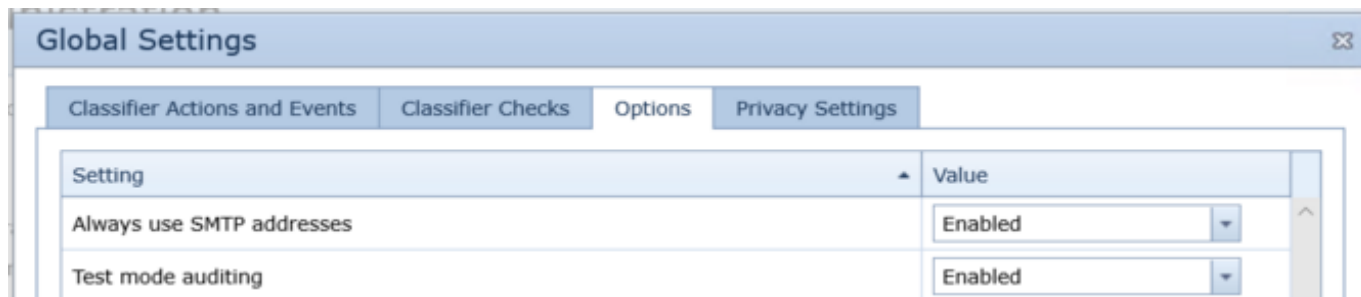 Global Settings
Classifier Actions and Events Classifier Checks Options Privacy Settings
Setting Value
Always use SMTP addresses Enabled
Test mode auditing Enabled